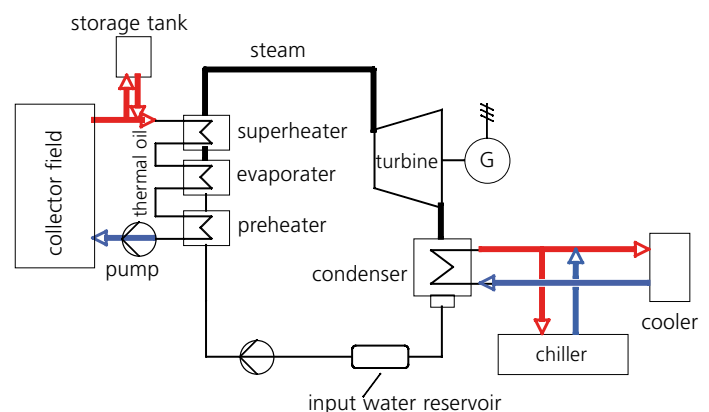 storage tank
steam
collector field
thermal oil
superheater
evaporater
preheater
turbine
G
pump
condenser
cooler
chiller
input water reservoir